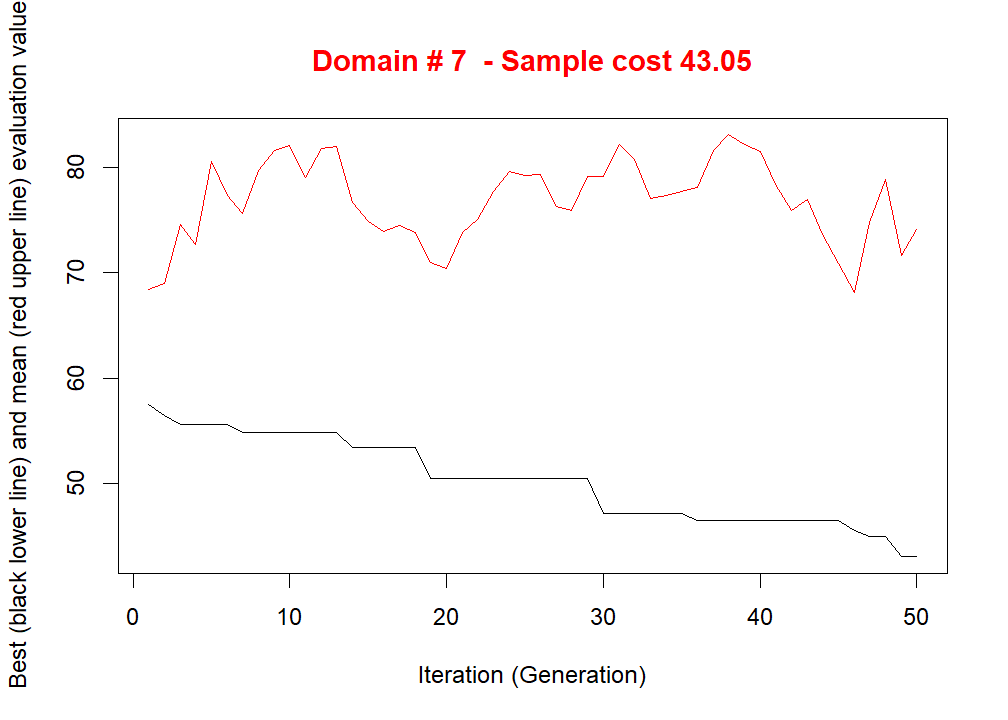 Domain # 7  - Sample cost 43.05
Best (black lower line) and mean (red upper line) evaluation value
80
70
60
50
0 10 20 30 40 50
Iteration (Generation)